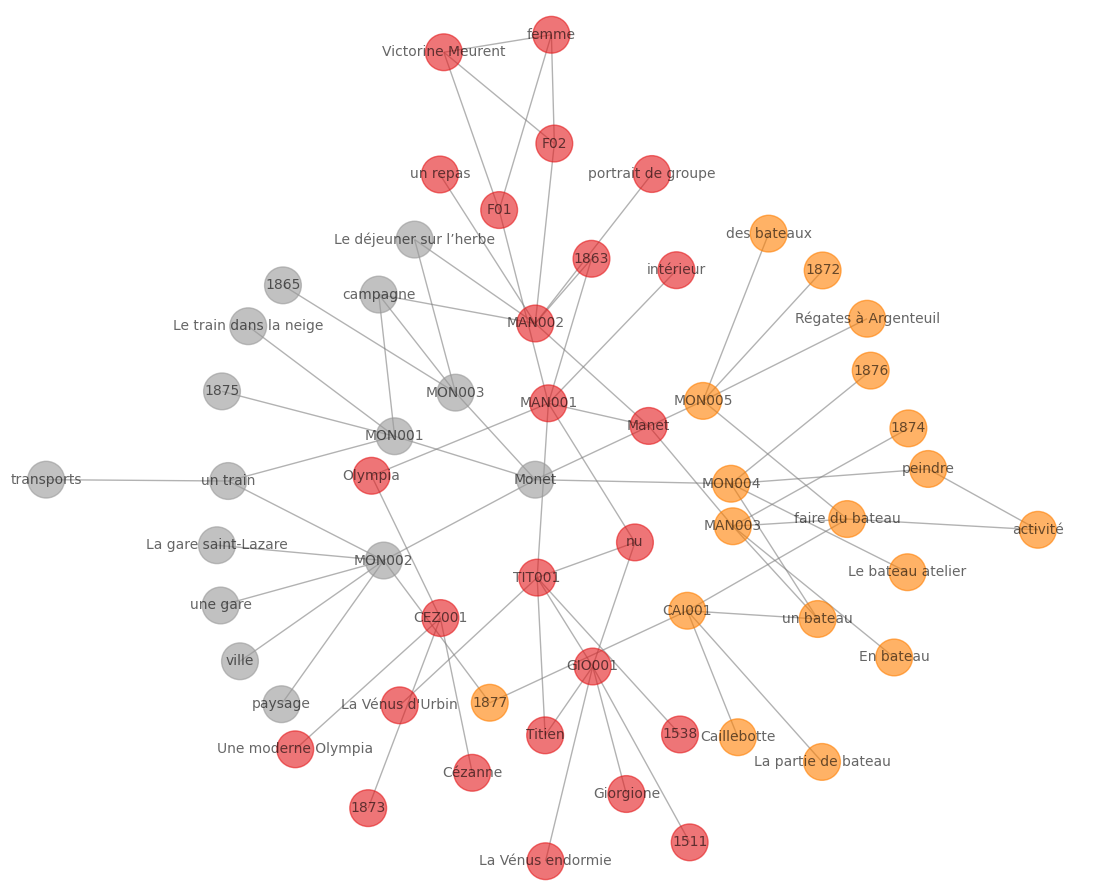 femme
Victorine Meurent
F02
un repas
portrait de groupe
F01
des bateaux
Le déjeuner sur l’herbe
1863
intérieur
1872
1865
campagne
Régates à Argenteuil
Le train dans la neige
MAN002
1876
1875
MON003
MON005
MAN001
Manet
1874
MON001
peindre
Olympia
transports
un train
Monet
MON004
faire du bateau
MAN003
activité
La gare saint-Lazare
nu
MON002
Le bateau atelier
TIT001
une gare
CAI001
CEZ001
un bateau
En bateau
ville
GIO001
paysage
La Vénus d'Urbin
1877
Titien
1538
Caillebotte
Une moderne Olympia
La partie de bateau
Cézanne
Giorgione
1873
1511
La Vénus endormie